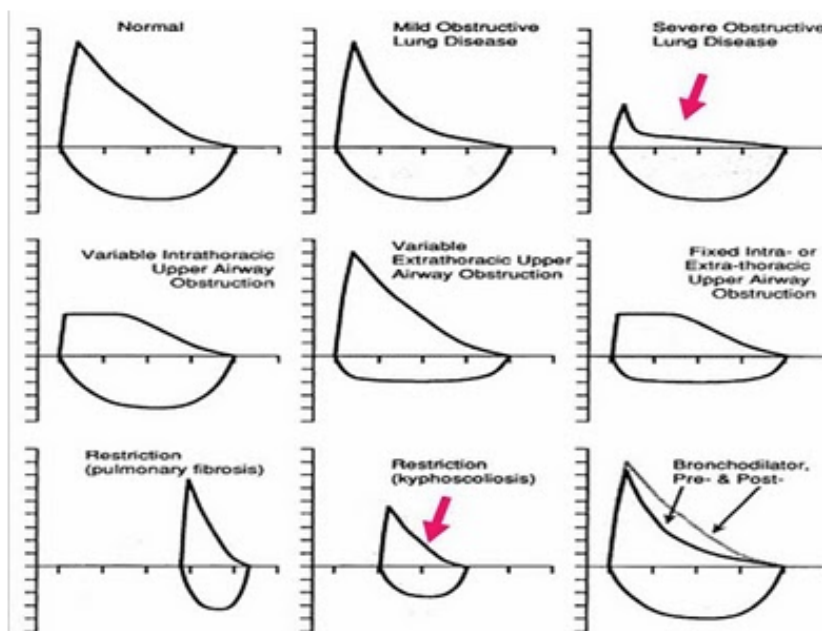 Normal
Mild Obstructive
Lung Disease
Severe Obstructive
Lung Disease
Variable Intrathoracic
Upper Airway
Obstruction
Variable
Extrathoracic Upper
Airway Obstruction
Fixed Intra- or
Extra-thoracic
Upper Airway
Obstruction
Restriction
(pulmonary fibrosis)
Restriction
(kyphoscoliosis)
Bronchodilator,
Pre- & Post-